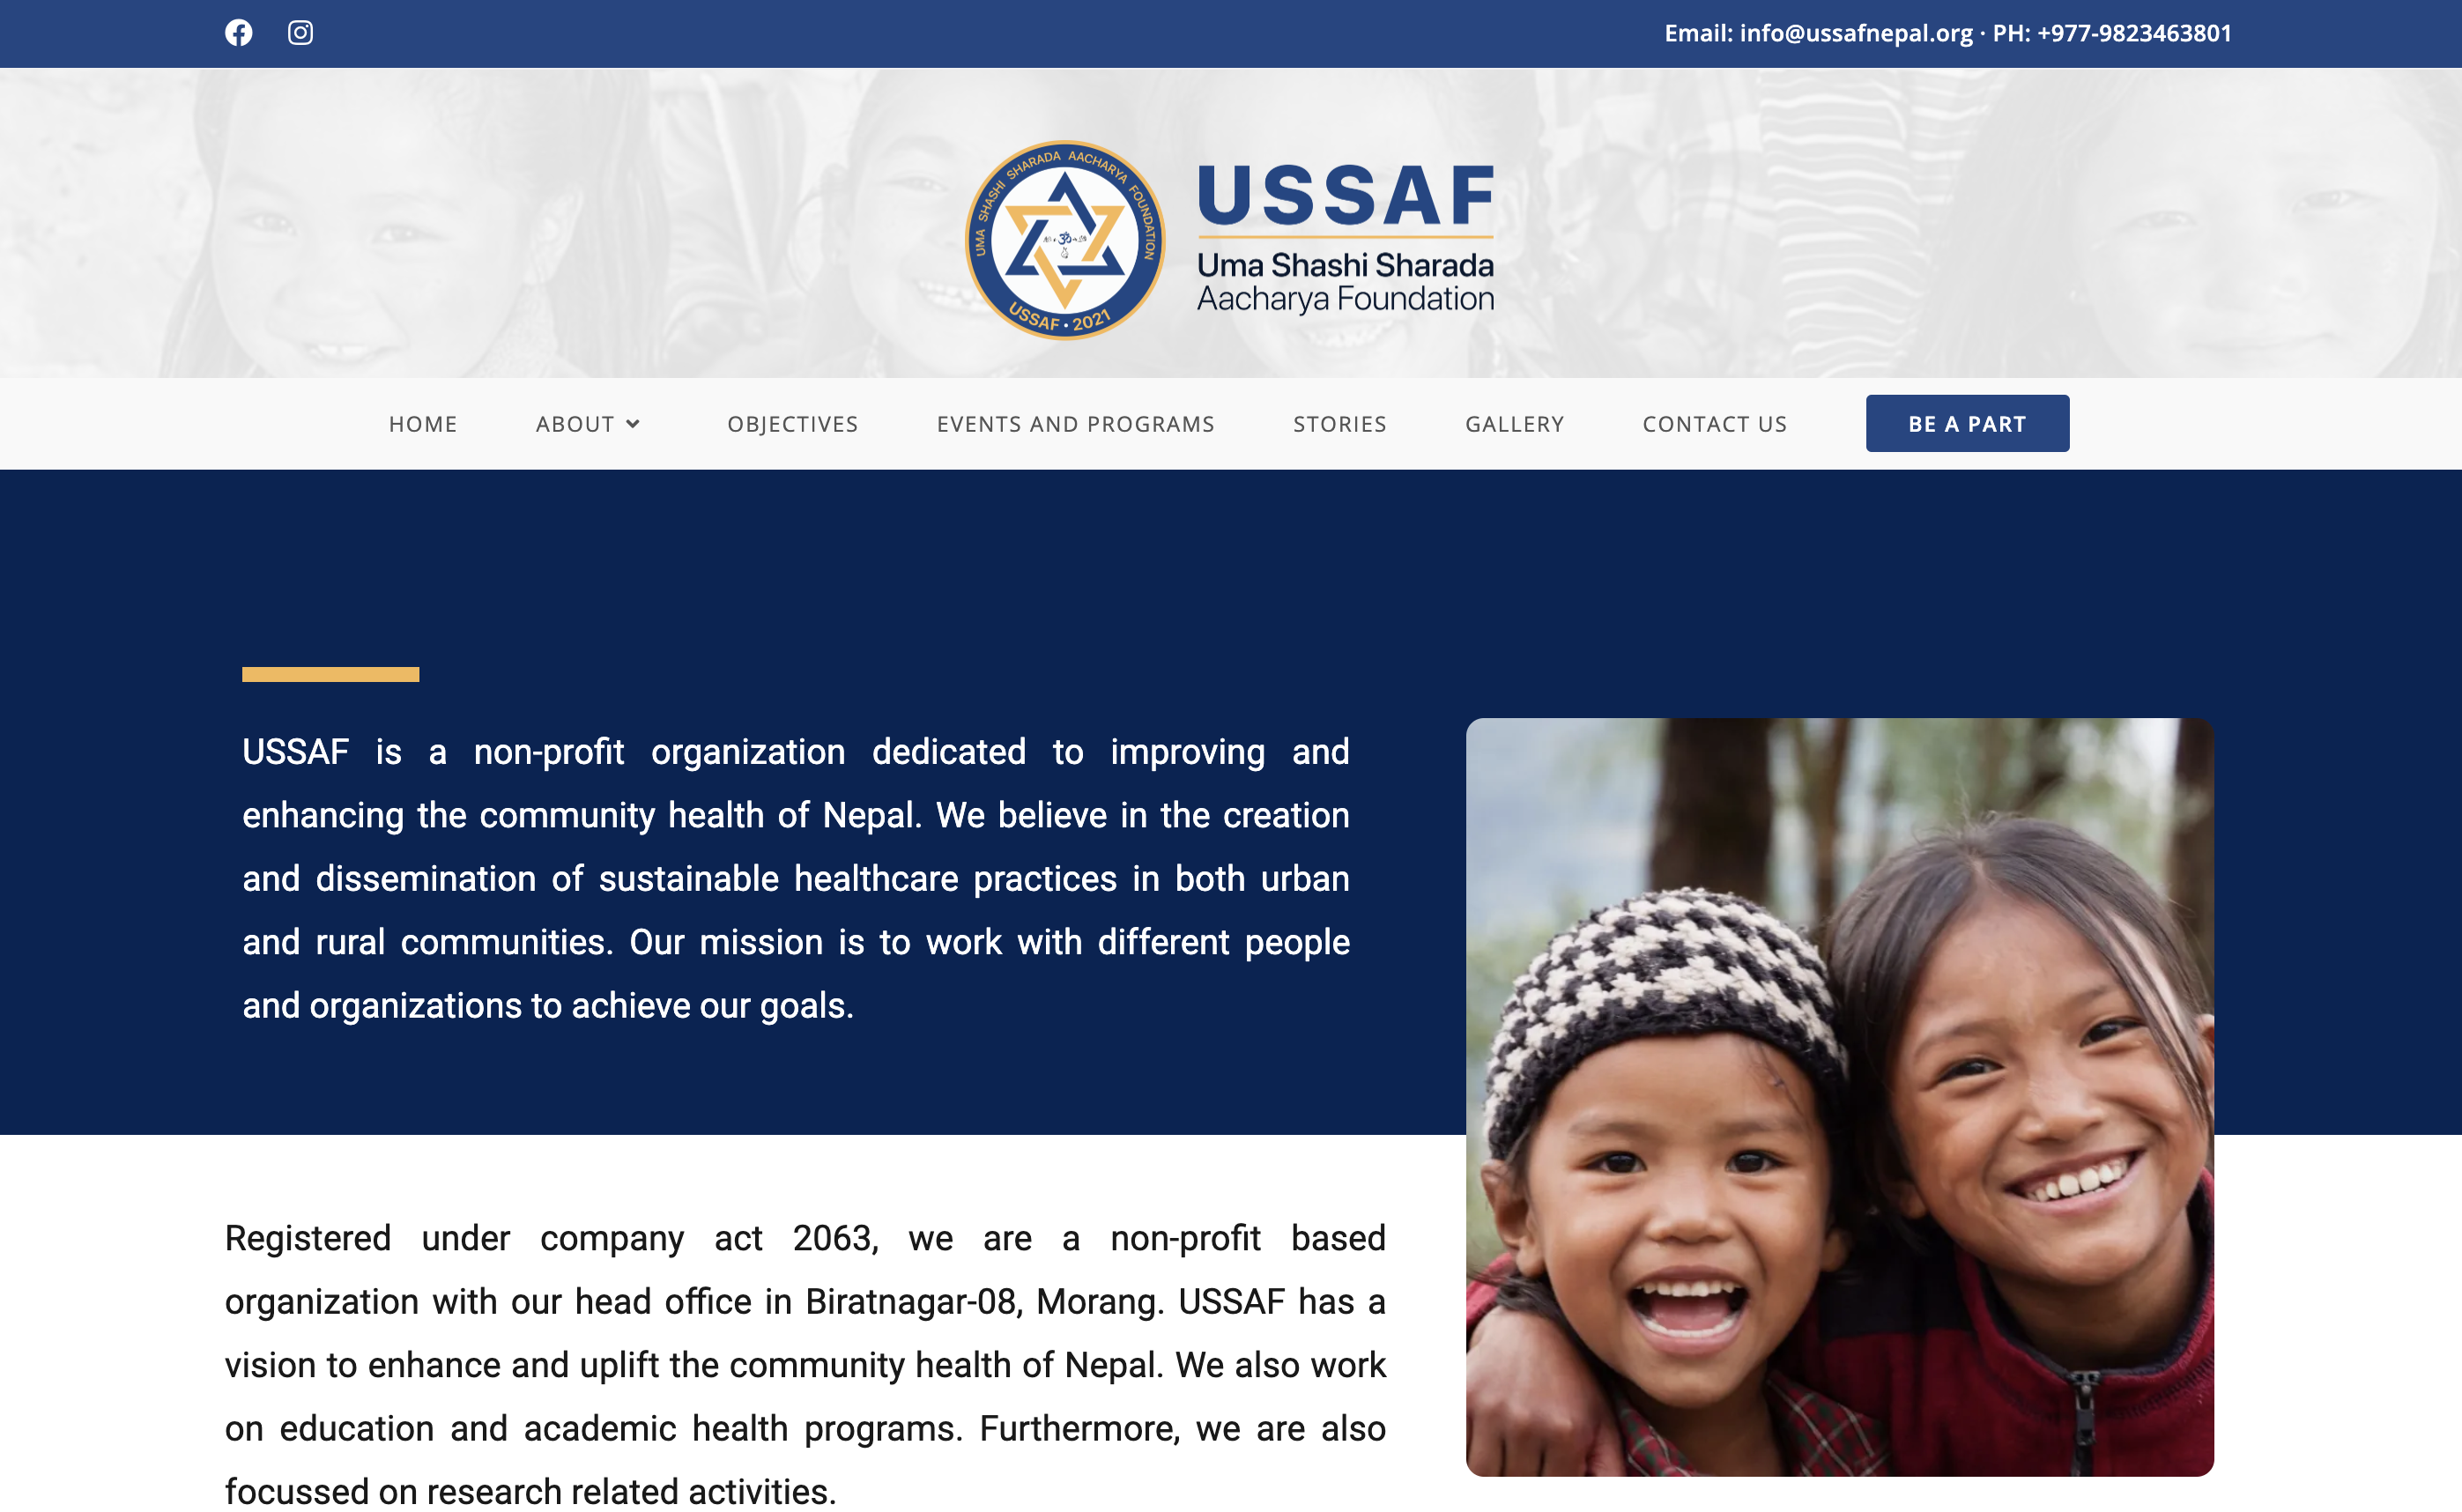 Email: info@ussafnepal.org · PH: +977-9823463801
UMA SHASHI SHARADA AACHARYA FOUNDATION
USSAF • 2021
USSAF
Uma Shashi Sharada
Aacharya Foundation
HOME ABOUT OBJECTIVES EVENTS AND PROGRAMS STORIES GALLERY CONTACT US BE A PART
USSAF is a non-profit organization dedicated to improving and
enhancing the community health of Nepal. We believe in the creation
and dissemination of sustainable healthcare practices in both urban
and rural communities. Our mission is to work with different people
and organizations to achieve our goals.
Registered under company act 2063, we are a non-profit based
organization with our head office in Biratnagar-08, Morang. USSAF has a
vision to enhance and uplift the community health of Nepal. We also work
on education and academic health programs. Furthermore, we are also
focussed on research related activities.